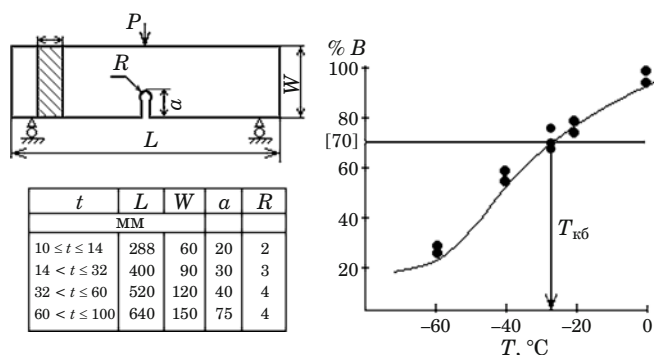 P
R
a
W
L
t L W a R
мм
10 ≤ t ≤ 14 288 60 20 2
14 < t ≤ 32 400 90 30 3
32 < t ≤ 60 520 120 40 4
60 < t ≤ 100 640 150 75 4
% B
100
80
[70]
60
40
20
Tкб
−60 −40 −20 0
T, °C